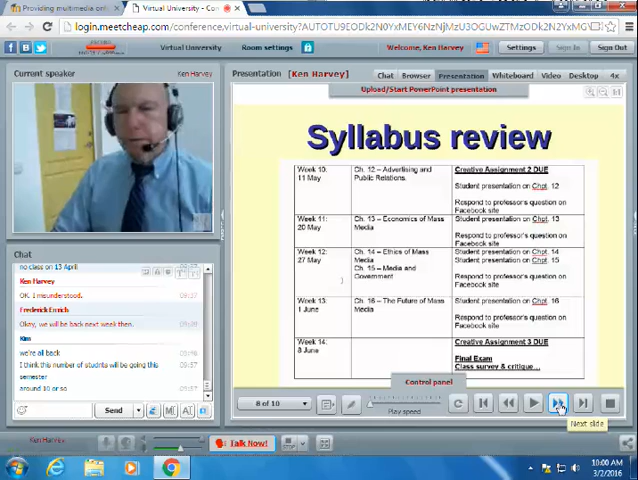 Providing multimedia onl
Virtual University
login.meetcheap.com/conference,virtual-university?AUTOTU9EODk2N0YxMEY6NzNjMzU3OGUwZTMzODk2N2YxMG
Virtual University
Room settings
Welcome, Ken Harvey
Settings
Sign In
Sign Out
Current speaker
Ken Harvey
Presentation [Ken Harvey]
Chat
Browser
Presentation
Whiteboard
Video
Desktop
4x
Upload/Start PowerPoint presentation
Syllabus review
Week 10:
11 May
Ch. 12 – Advertising and
Public Relations.
Creative Assignment 2 DUE
Student presentation on Chpt. 12
Respond to professor's question on
Facebook site
Week 11:
20 May
Ch. 13 – Economics of Mass
Media
Student presentation on Chpt. 13
Respond to professor's question on
Facebook site
Week 12:
27 May
Ch. 14 – Ethics of Mass
Media
Ch. 15 – Media and
Government
Student presentation on Chpt. 14
Student presentation on Chpt. 15
Respond to professor's question on
Facebook site
Week 13:
1 June
Ch. 16 – The Future of Mass
Media
Student presentation on Chpt. 16
Respond to professor's question on
Facebook site
Week 14:
8 June
Creative Assignment 3 DUE
Final Exam
Class survey & critique...
Chat
no class on 13 April
Ken Harvey
OK. I misunderstood.
Frederick Emrich
Okay, we will be back next week then.
Kim
we're all back
I think this number of studnts will be going this
semester
around 10 or so
Send
Control panel
8 of 10
Play speed
Next slide
Ken Harvey
Talk Now!
10:00 AM
3/2/2016